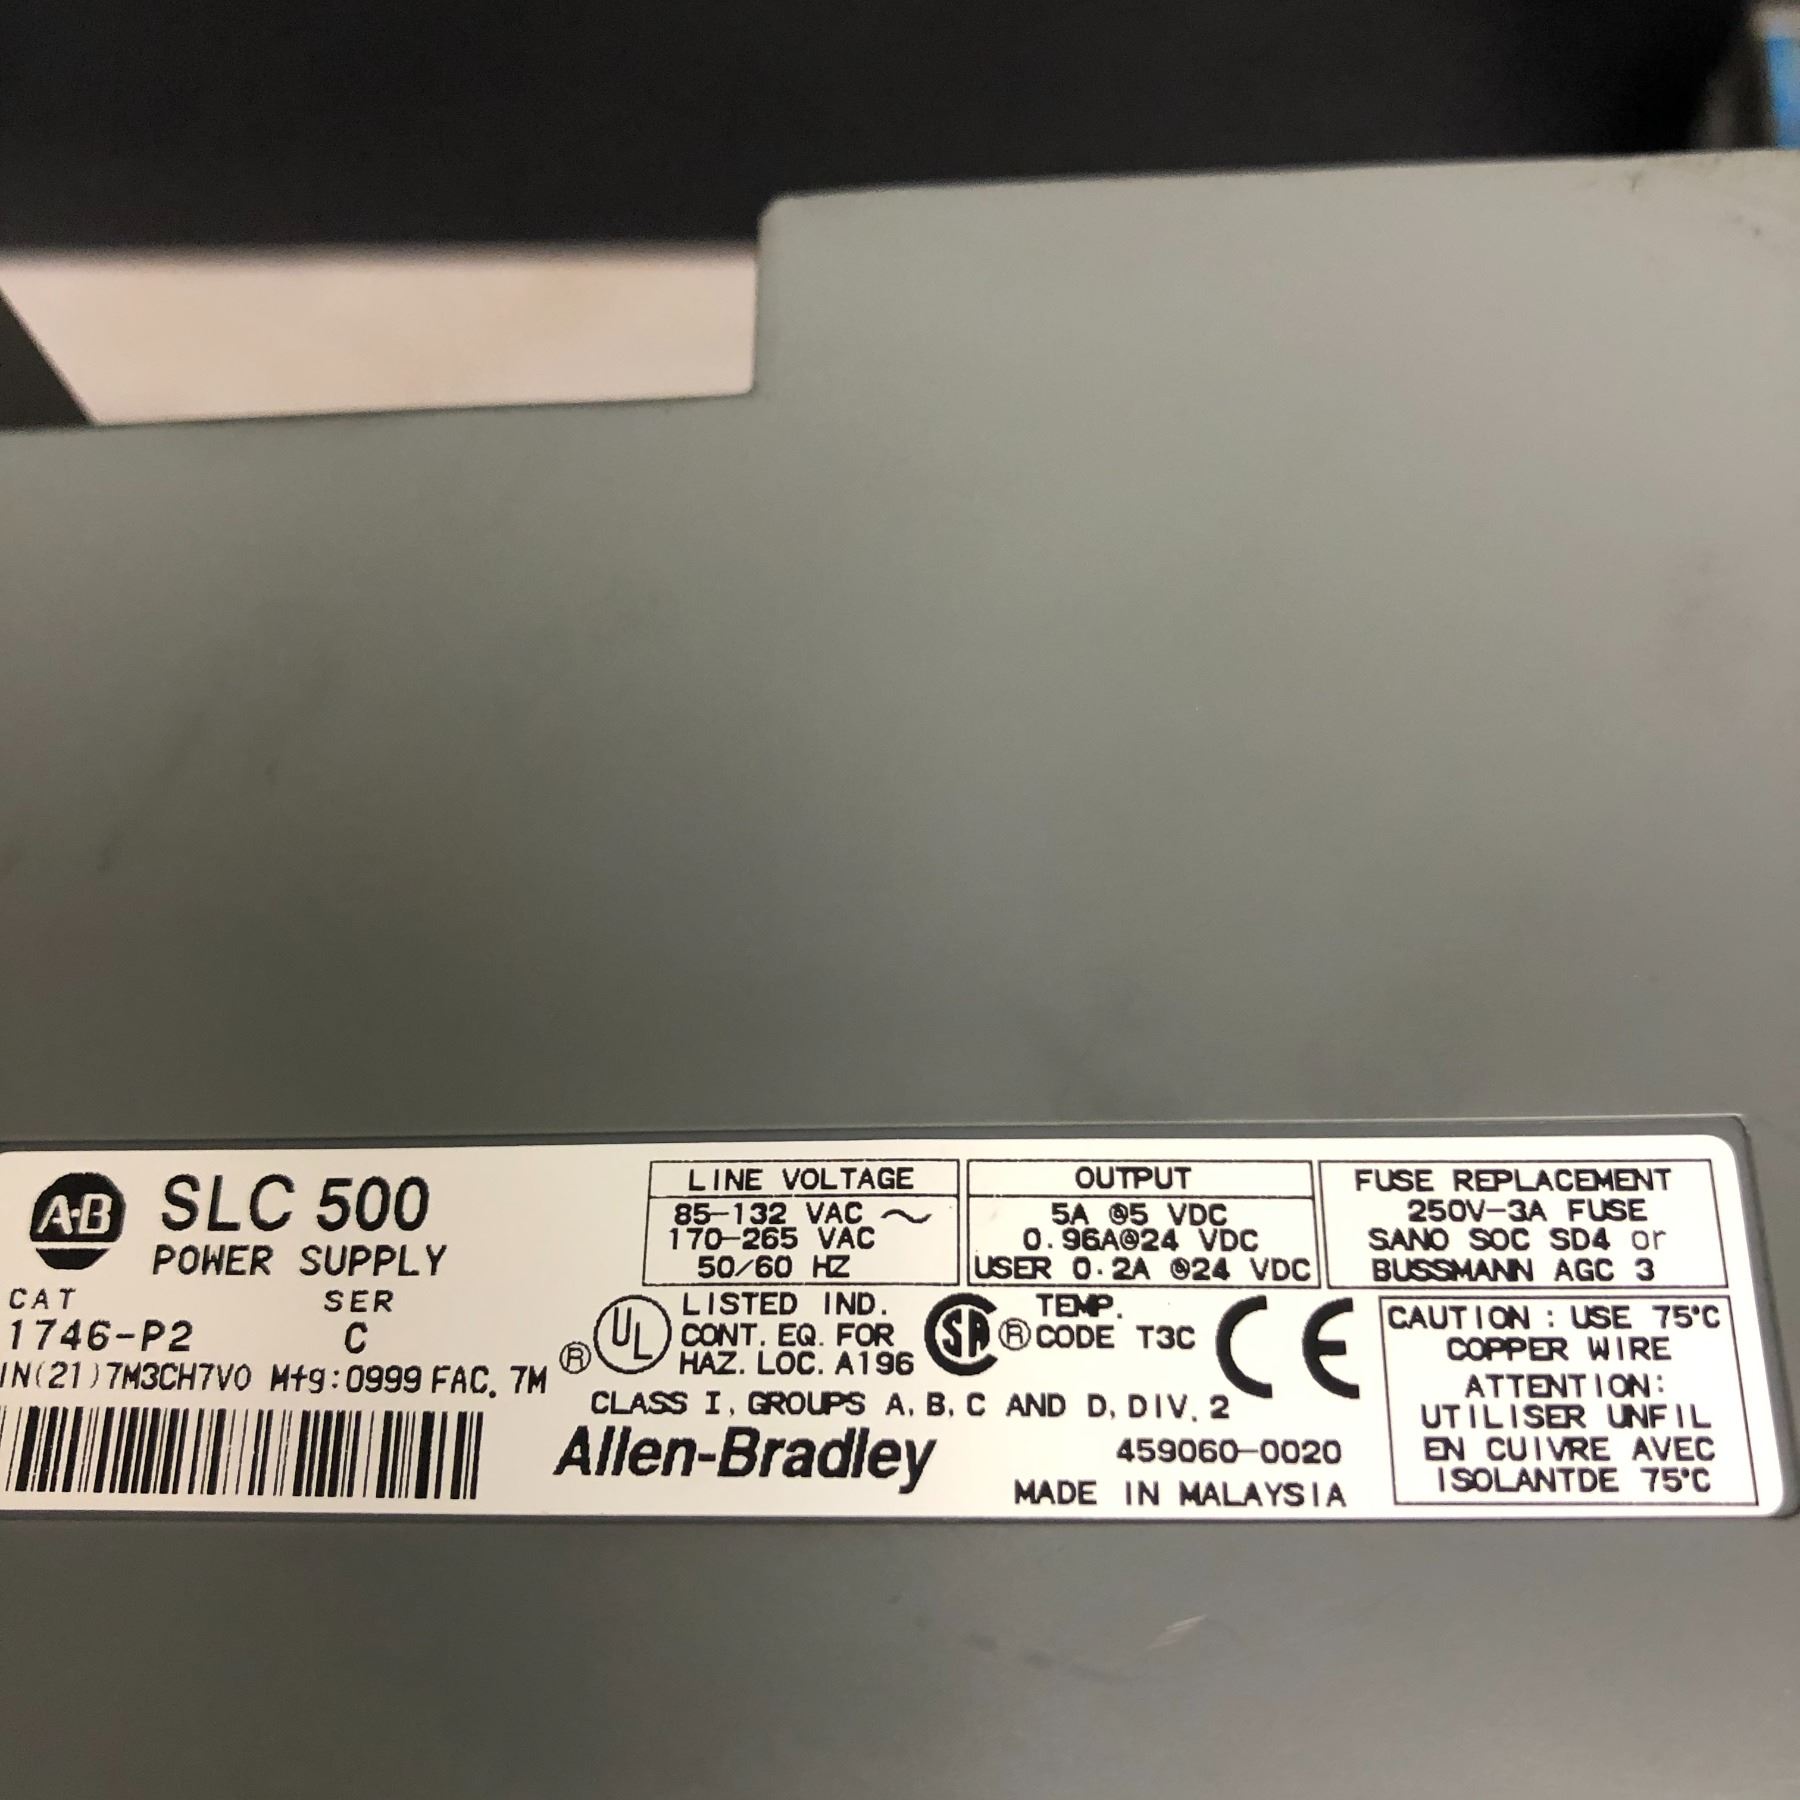 A-B SLC 500
POWER SUPPLY
CAT SER
1746-P2 C
IN(21)7M3CH7V0 Mfg:0999 FAC. 7M
LINE VOLTAGE
85-132 VAC ~
170-265 VAC
50/60 HZ
OUTPUT
5A @5 VDC
0.96A@24 VDC
USER 0.2A @24 VDC
FUSE REPLACEMENT
250V-3A FUSE
SANO SOC SD4 or
BUSSMANN AGC 3
® UL LISTED IND.
CONT. EQ. FOR
HAZ. LOC. A196
SA ® TEMP.
CODE T3C
CE
CLASS I, GROUPS A, B, C AND D, DIV. 2
Allen-Bradley
459060-0020
MADE IN MALAYSIA
CAUTION : USE 75°C
COPPER WIRE
ATTENTION:
UTILISER UNFIL
EN CUIVRE AVEC
ISOLANTDE 75°C